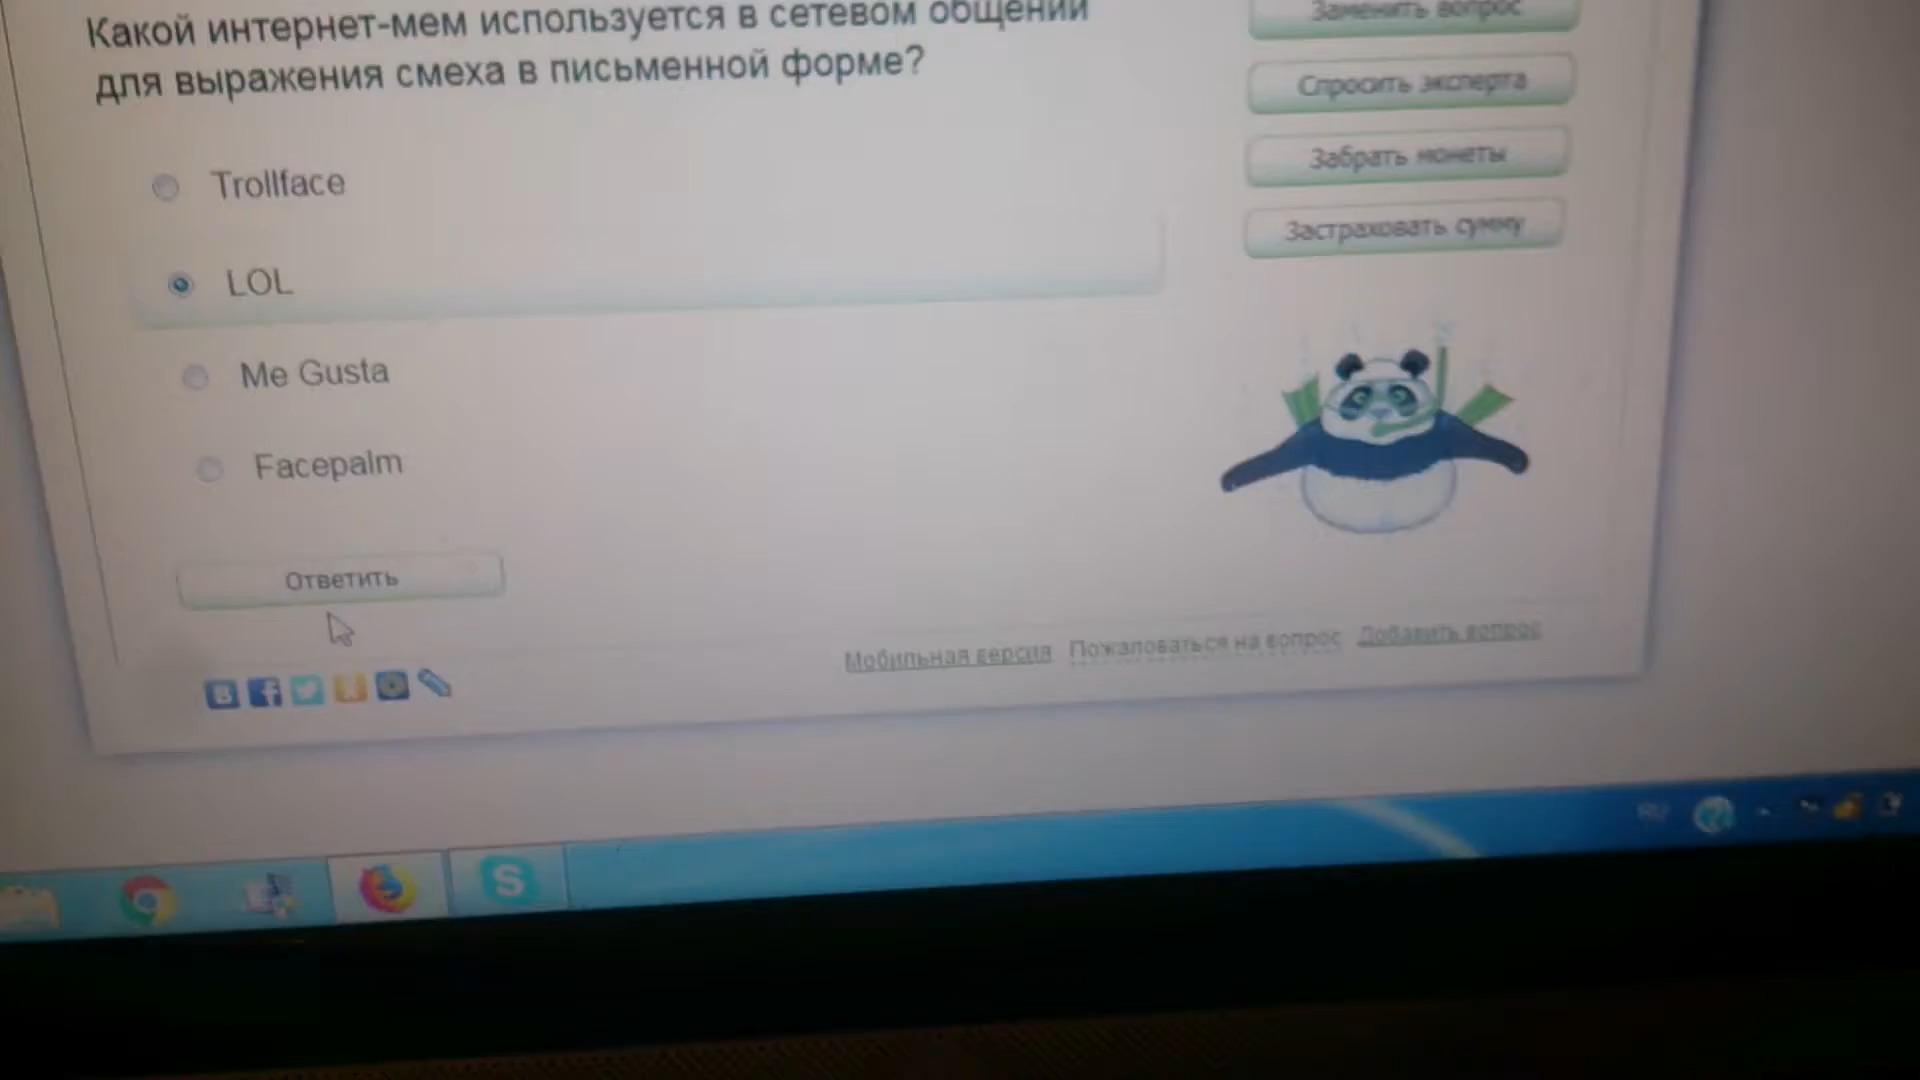 Какой интернет-мем используется в сетевом общении
для выражения смеха в письменной форме?
Trollface
LOL
Me Gusta
Facepalm
Ответить
Заменить вопрос
Спросить эксперта
Забрать монеты
Застраховать сумму
Мобильная версия Пожаловаться на вопрос Добавить вопрос
RU